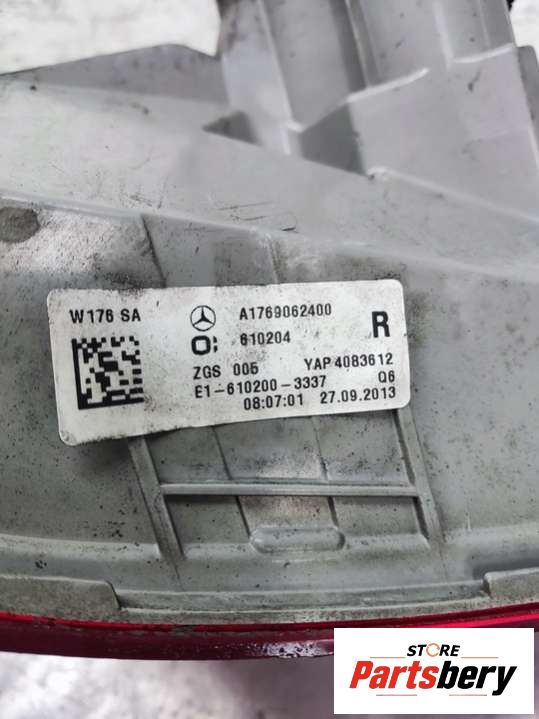 W176 SA
A1769062400
R
O: 610204
ZGS 005 YAP 4083612
E1-610200-3337 Q6
08:07:01 27.09.2013
STORE
Partsbery